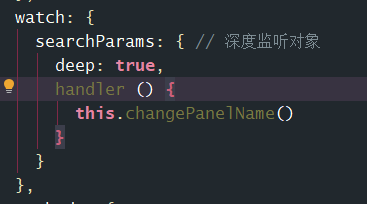 watch: {
searchParams: { // 深度监听对象
deep: true,
handler () {
this.changePanelName()
}
}
},